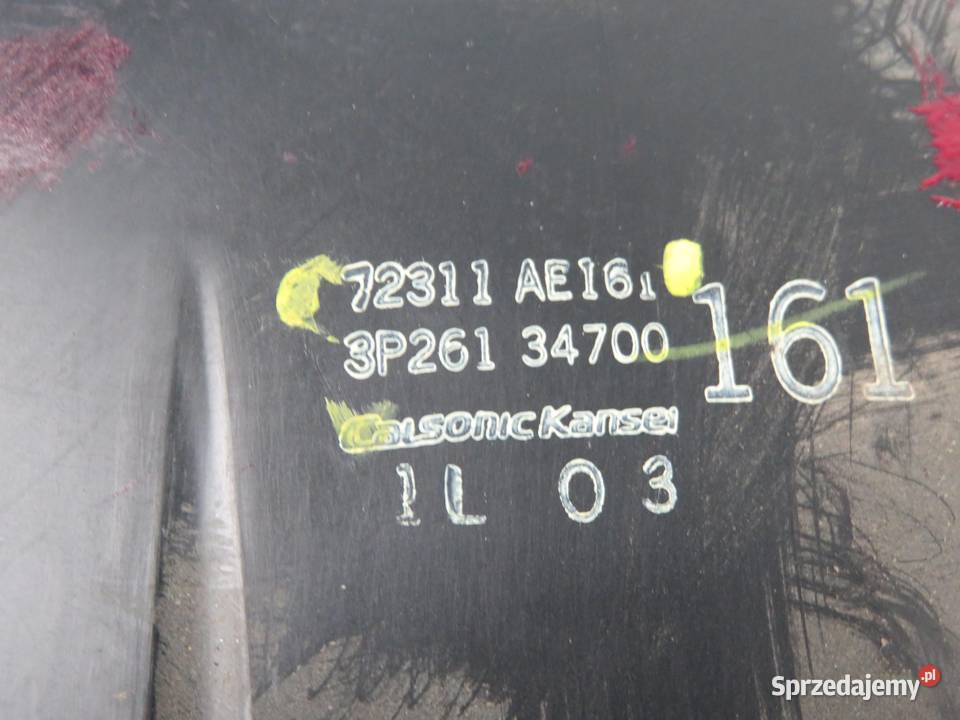 72311 AE161
3P261 34700
161
CalsonicKansei
1L 03
Sprzedajemy.pl